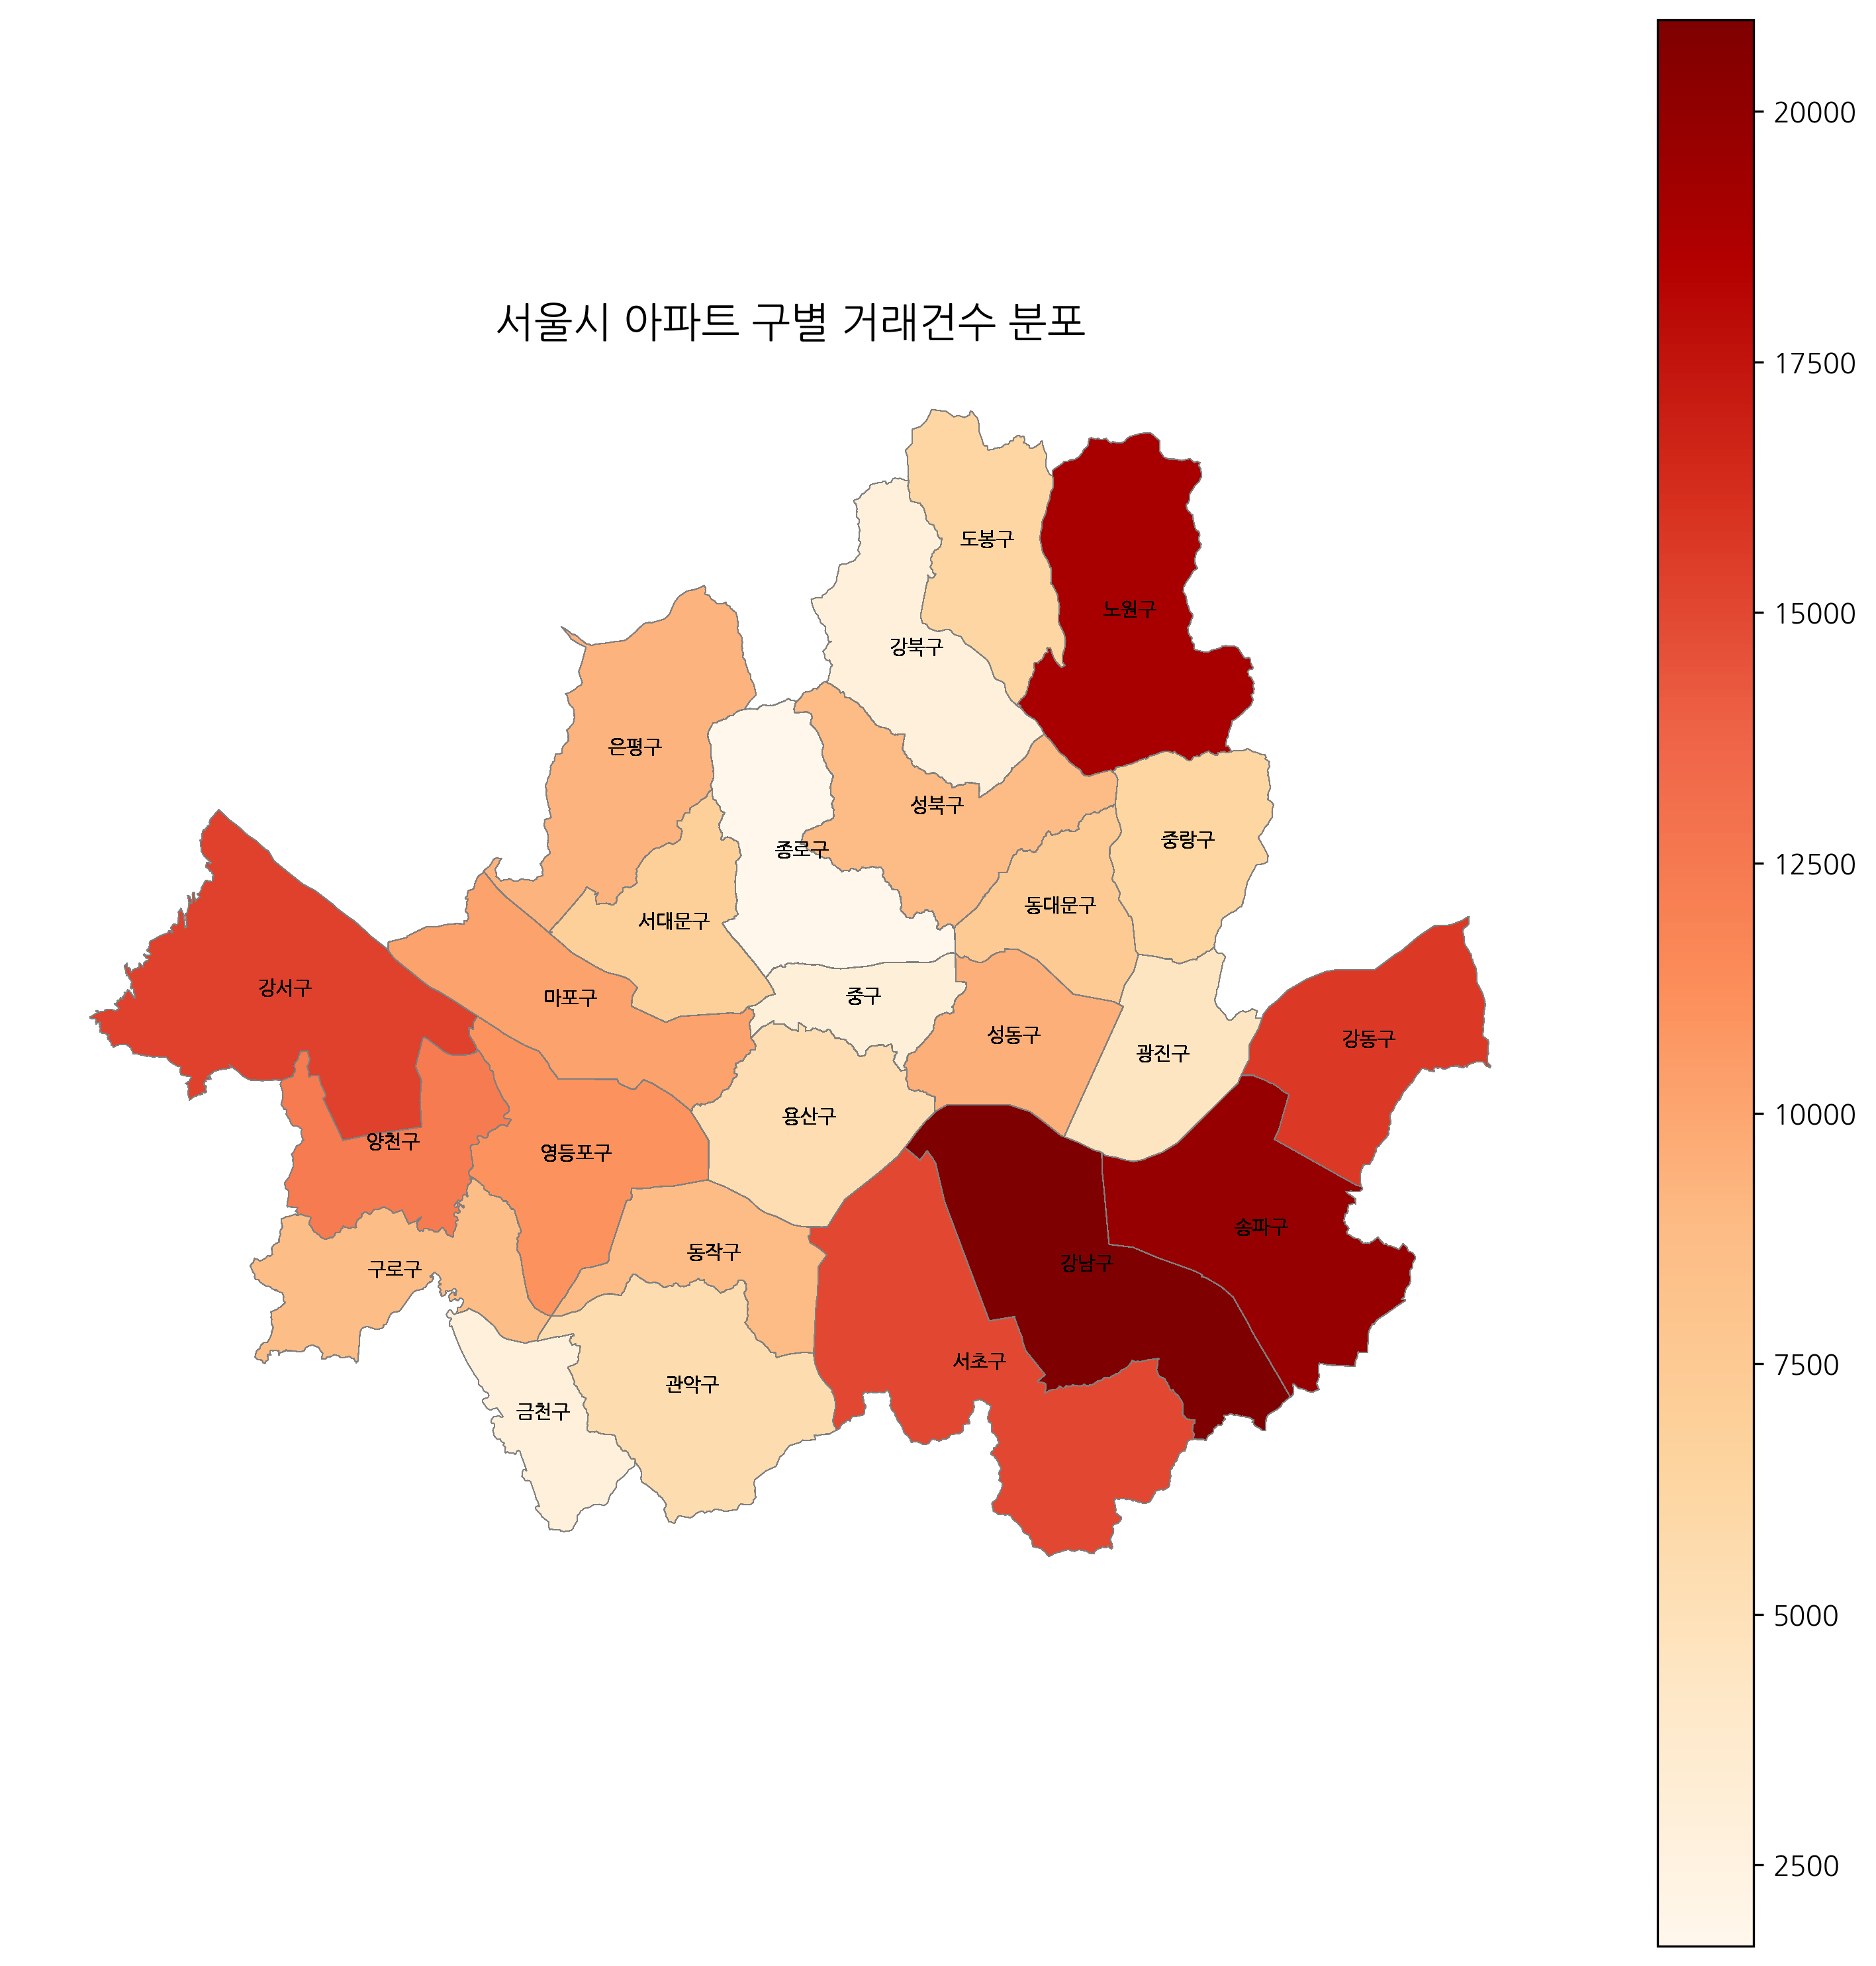 서울시 아파트 구별 거래건수 분포
도봉구
노원구
강북구
은평구
성북구
중랑구
종로구
동대문구
서대문구
강서구
마포구
중구
성동구
강동구
광진구
용산구
양천구
영등포구
송파구
동작구
강남구
구로구
서초구
관악구
금천구
20000
17500
15000
12500
10000
7500
5000
2500